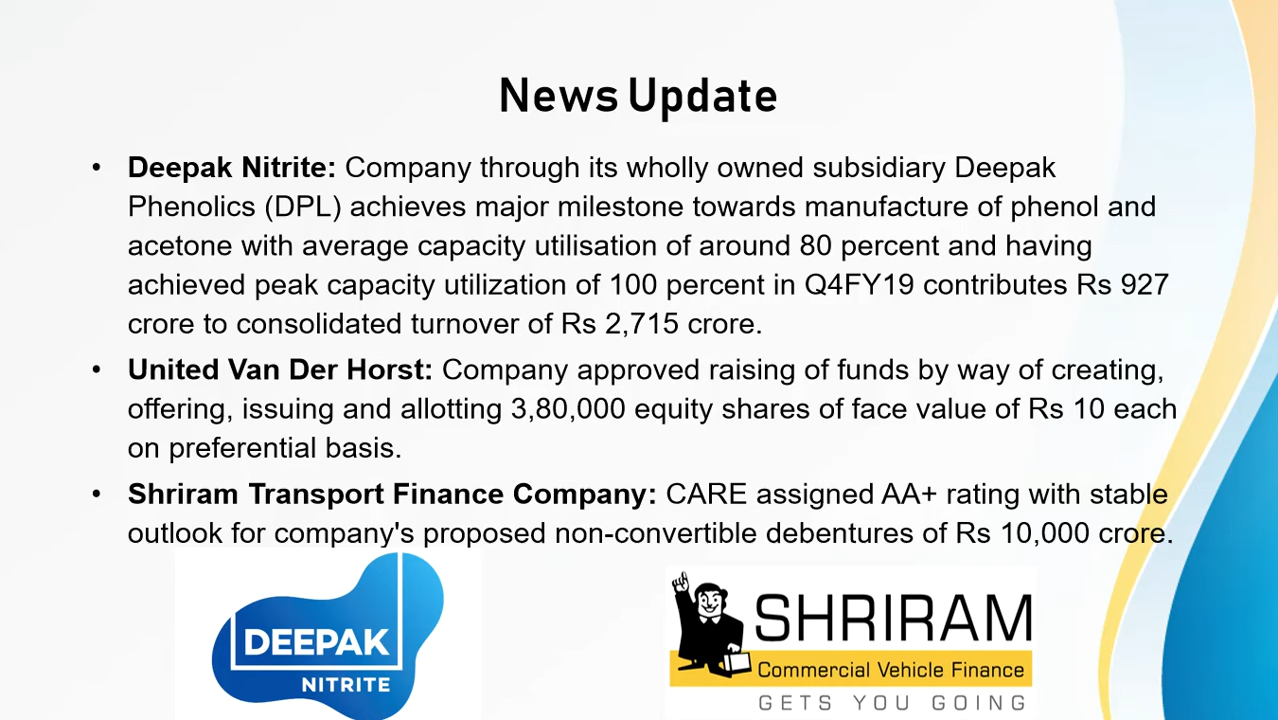 News Update
• Deepak Nitrite: Company through its wholly owned subsidiary Deepak
Phenolics (DPL) achieves major milestone towards manufacture of phenol and
acetone with average capacity utilisation of around 80 percent and having
achieved peak capacity utilization of 100 percent in Q4FY19 contributes Rs 927
crore to consolidated turnover of Rs 2,715 crore.
• United Van Der Horst: Company approved raising of funds by way of creating,
offering, issuing and allotting 3,80,000 equity shares of face value of Rs 10 each
on preferential basis.
• Shriram Transport Finance Company: CARE assigned AA+ rating with stable
outlook for company's proposed non-convertible debentures of Rs 10,000 crore.
DEEPAK
NITRITE
SHRIRAM
Commercial Vehicle Finance
GETS YOU GOING